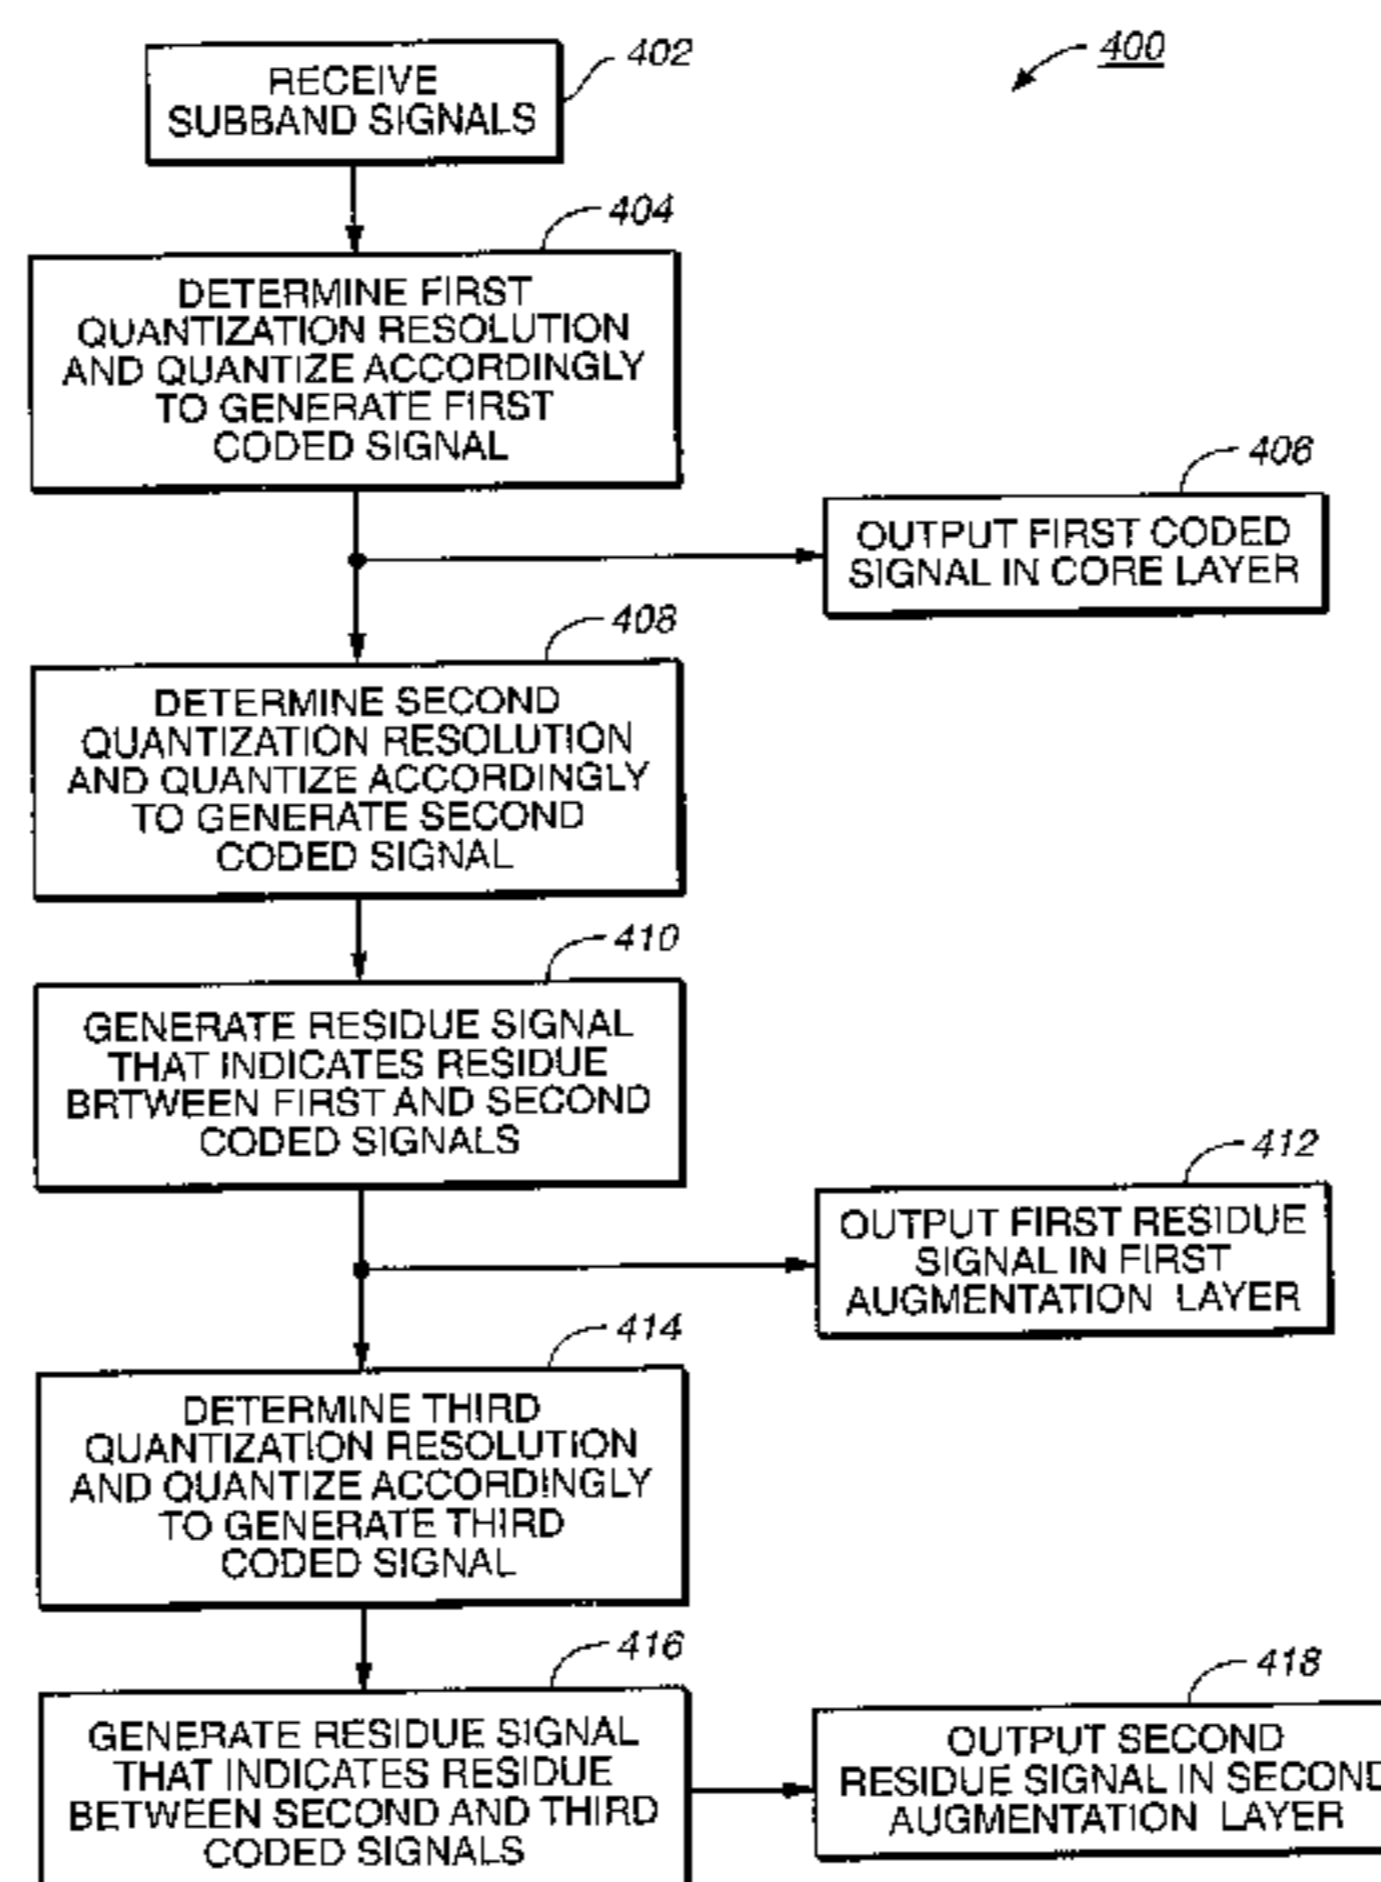 402
400
RECEIVE
SUBBAND SIGNALS
404
DETERMINE FIRST
QUANTIZATION RESOLUTION
AND QUANTIZE ACCORDINGLY
TO GENERATE FIRST
CODED SIGNAL
406
OUTPUT FIRST CODED
SIGNAL IN CORE LAYER
408
DETERMINE SECOND
QUANTIZATION RESOLUTION
AND QUANTIZE ACCORDINGLY
TO GENERATE SECOND
CODED SIGNAL
410
GENERATE RESIDUE SIGNAL
THAT INDICATES RESIDUE
BRTWEEN FIRST AND SECOND
CODED SIGNALS
412
OUTPUT FIRST RESIDUE
SIGNAL IN FIRST
AUGMENTATION LAYER
414
DETERMINE THIRD
QUANTIZATION RESOLUTION
AND QUANTIZE ACCORDINGLY
TO GENERATE THIRD
CODED SIGNAL
416
GENERATE RESIDUE SIGNAL
THAT INDICATES RESIDUE
BETWEEN SECOND AND THIRD
CODED SIGNALS
418
OUTPUT SECOND
RESIDUE SIGNAL IN SECOND
AUGMENTATION LAYER